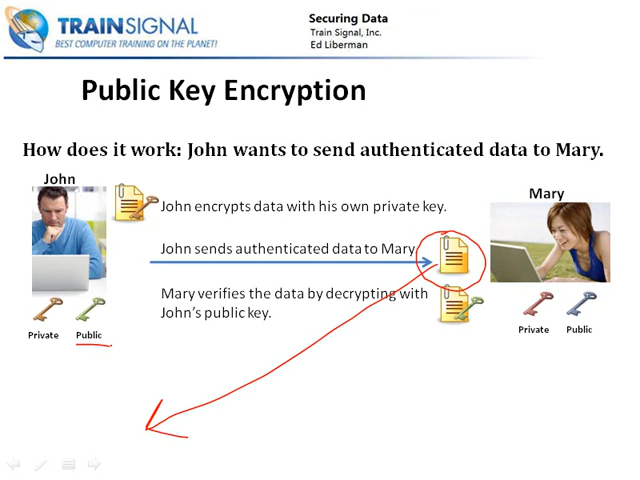 TRAINSIGNAL
BEST COMPUTER TRAINING ON THE PLANET!
Securing Data
Train Signal, Inc.
Ed Liberman
Public Key Encryption
How does it work: John wants to send authenticated data to Mary.
John
Mary
John encrypts data with his own private key.
John sends authenticated data to Mary
Mary verifies the data by decrypting with
John's public key.
Private Public
Private Public